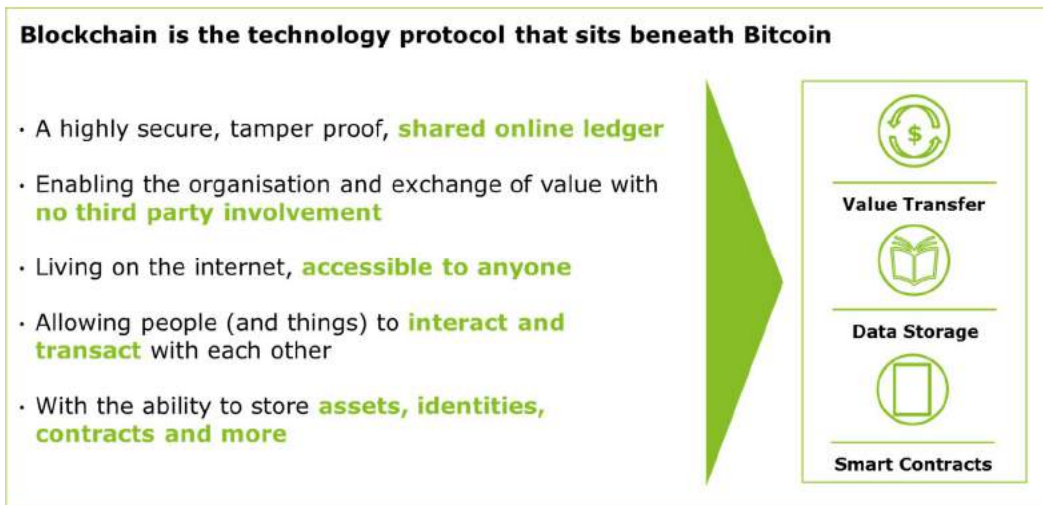 Blockchain is the technology protocol that sits beneath Bitcoin
· A highly secure, tamper proof, shared online ledger
· Enabling the organisation and exchange of value with
no third party involvement
· Living on the internet, accessible to anyone
· Allowing people (and things) to interact and
transact with each other
· With the ability to store assets, identities,
contracts and more
$
Value Transfer
Data Storage
Smart Contracts